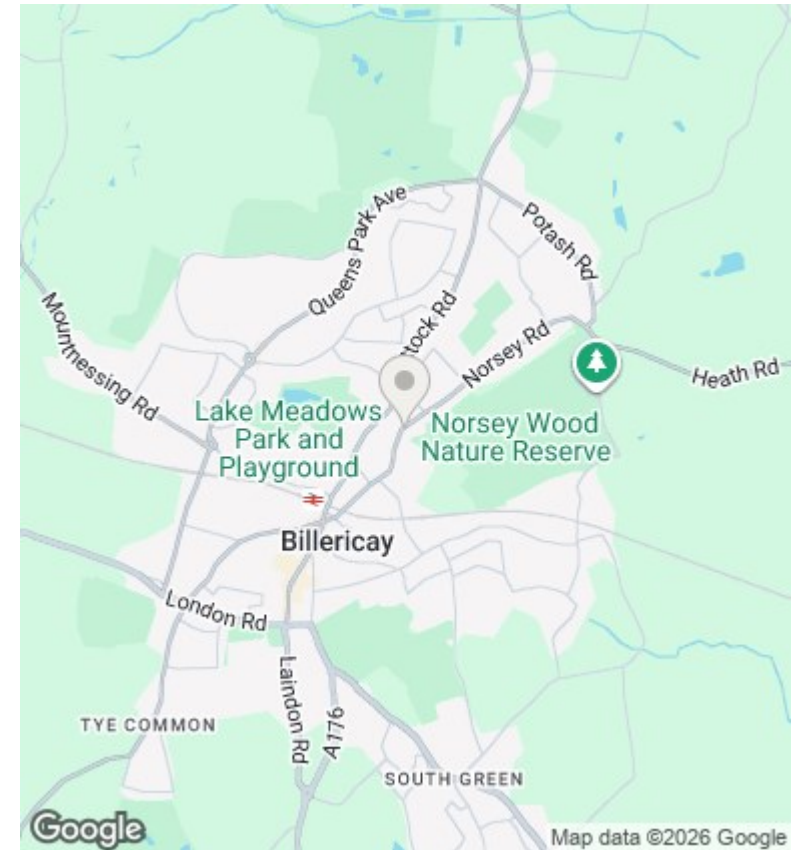 Queens Park Ave
Potash Rd
Mountnessing Rd
tock Rd
Norsey Rd
Heath Rd
Lake Meadows
Park and
Playground
Norsey Wood
Nature Reserve
Billericay
London Rd
Laindon Rd
A176
TYE COMMON
SOUTH GREEN
Google
Map data ©2026 Google